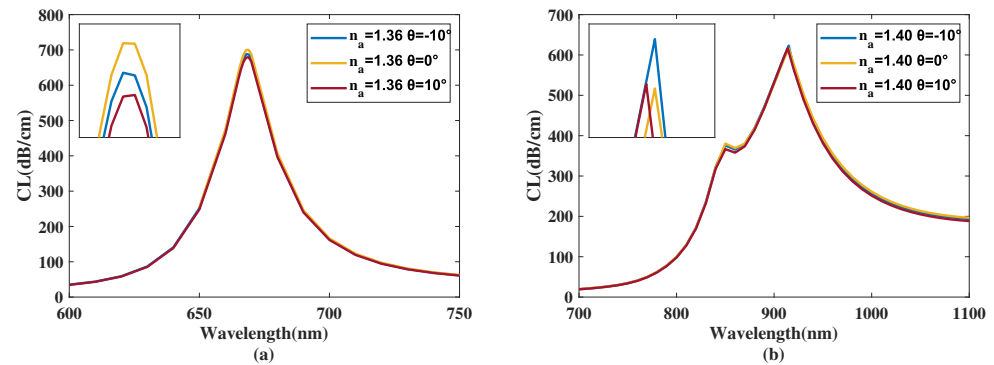 CL(dB/cm)
800
700
600
500
400
300
200
100
0
n_a=1.36 θ=-10°
n_a=1.36 θ=0°
n_a=1.36 θ=10°
600
650
700
750
Wavelength(nm)
(a)
CL(dB/cm)
700
600
500
400
300
200
100
0
n_a=1.40 θ=-10°
n_a=1.40 θ=0°
n_a=1.40 θ=10°
700
800
900
1000
1100
Wavelength(nm)
(b)